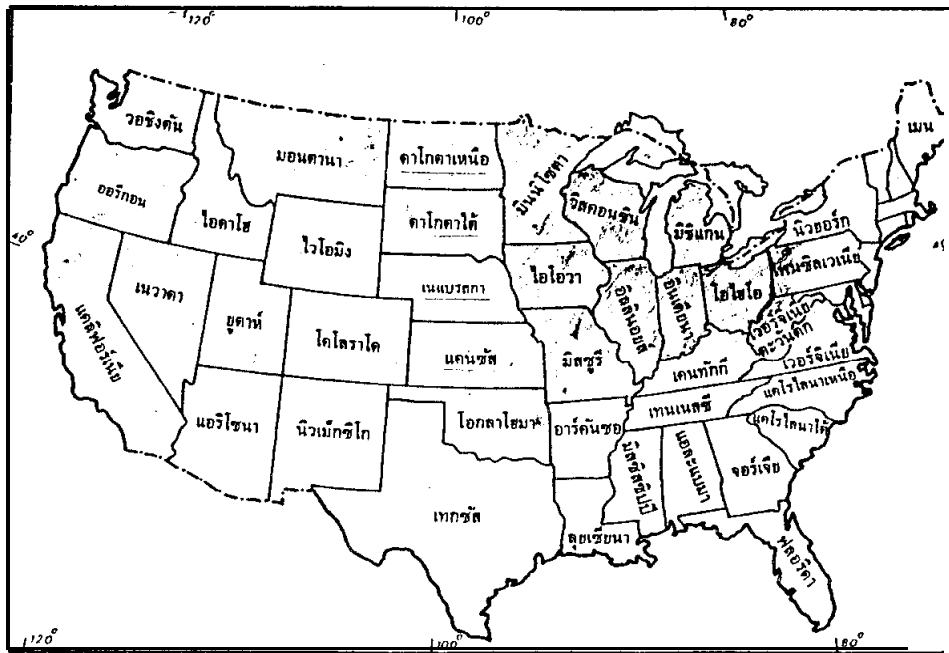 120°
100°
80°
วอชิงตัน
มอนตานา
ดาโกตาเหนือ
มินนิโซตา
เมน
ออริกอน
ไอดาโฮ
ดาโกตาใต้
วิสคอนซิน
มิชิแกน
นิวยอร์ก
40°
ไวโอมิง
ไอโอวา
เพนซิลเวเนีย
เนวาดา
เนแบรสกา
อิลลินอยส์
อินเดียนา
โอไฮโอ
แคลิฟอร์เนีย
ยูตาห์
โคโลราโด
แคนซัส
มิสซูรี
เวอร์จิเนีย
ตะวันตก
เคนทักกี
เวอร์จิเนีย
แอริโซนา
นิวเม็กซิโก
โอกลาโฮมา
อาร์คันซอ
เทนเนสซี
แคโรไลนาเหนือ
แคโรไลนาใต้
มิสซิสซิปปี
แอละแบมา
จอร์เจีย
เทกซัส
ลุยเซียนา
ฟลอริดา
120°
100°
80°